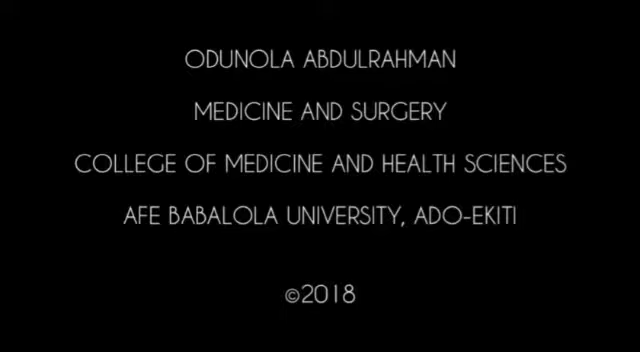 ODUNOLA ABDULRAHMAN
MEDICINE AND SURGERY
COLLEGE OF MEDICINE AND HEALTH SCIENCES
AFE BABALOLA UNIVERSITY, ADO-EKITI
©2018